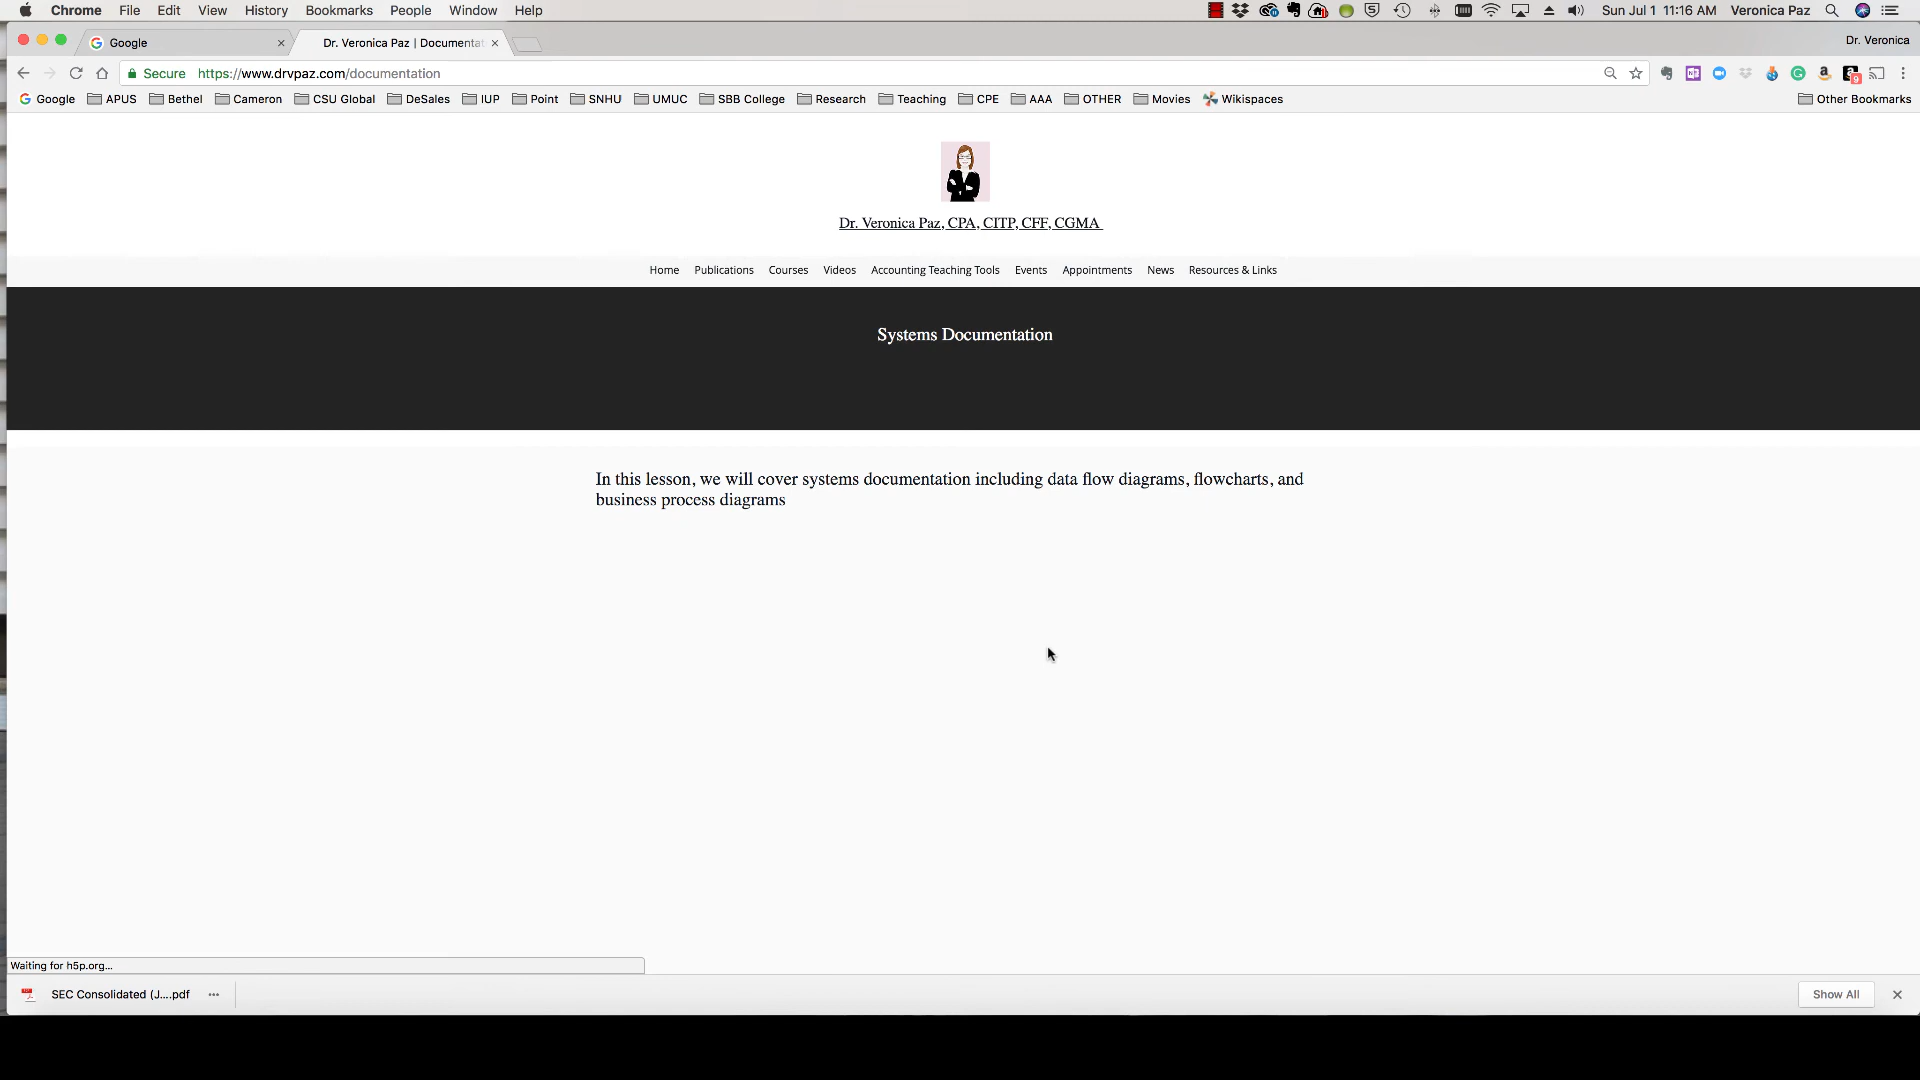 Chrome File Edit View History Bookmarks People Window Help Sun Jul 1 11:16 AM Veronica Paz
Google Dr. Veronica Paz | Documentat Dr. Veronica
Secure https://www.drvpaz.com/documentation
Google APUS Bethel Cameron CSU Global DeSales IUP Point SNHU UMUC SBB College Research Teaching CPE AAA OTHER Movies Wikispaces Other Bookmarks
Dr. Veronica Paz, CPA, CITP, CFF, CGMA
Home Publications Courses Videos Accounting Teaching Tools Events Appointments News Resources & Links
Systems Documentation
In this lesson, we will cover systems documentation including data flow diagrams, flowcharts, and
business process diagrams
Waiting for h5p.org...
SEC Consolidated (J....pdf Show All